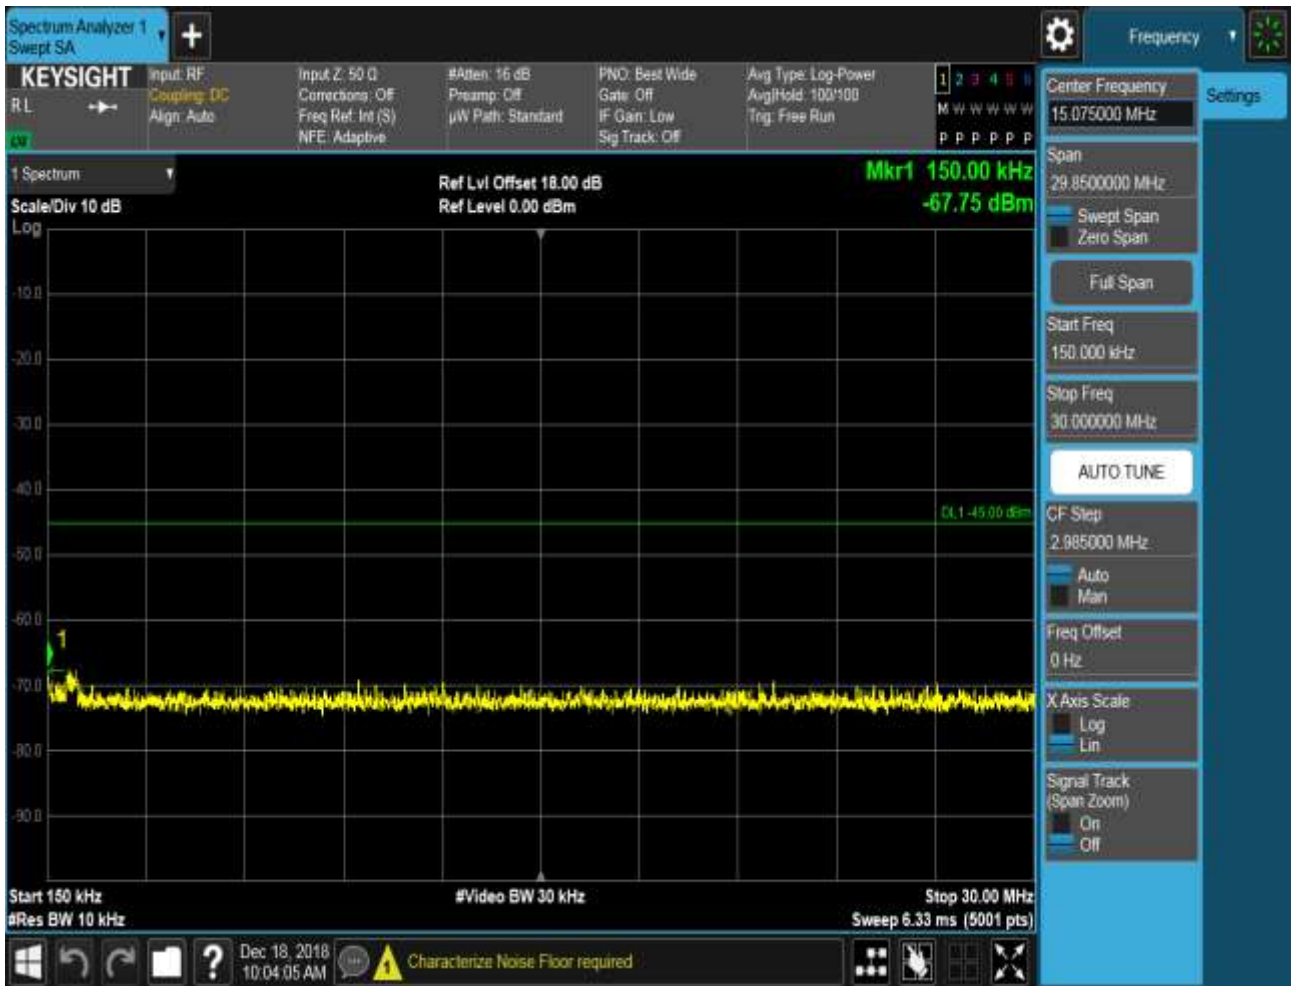 Spectrum Analyzer 1
Swept SA
Frequency
KEYSIGHT
R L
Input: RF
Coupling: DC
Align: Auto
Input Z: 50 Ω
Corrections: Off
Freq Ref: Int (S)
NFE: Adaptive
#Atten: 16 dB
Preamp: Off
µW Path: Standard
PNO: Best Wide
Gate: Off
IF Gain: Low
Sig Track: Off
Avg Type: Log-Power
Avg|Hold: 100/100
Trig: Free Run
1 2 3 4 5 6
M W W W W W
P P P P P P
1 Spectrum
Scale/Div 10 dB
Log
Ref Lvl Offset 18.00 dB
Ref Level 0.00 dBm
Mkr1 150.00 kHz
-67.75 dBm
-10.0
-20.0
-30.0
-40.0
-50.0
-60.0
-70.0
-80.0
-90.0
DL1 -45.00 dBm
1
Start 150 kHz
#Res BW 10 kHz
#Video BW 30 kHz
Stop 30.00 MHz
Sweep 6.33 ms (5001 pts)
Center Frequency
15.075000 MHz
Settings
Span
29.8500000 MHz
Swept Span
Zero Span
Full Span
Start Freq
150.000 kHz
Stop Freq
30.000000 MHz
AUTO TUNE
CF Step
2.985000 MHz
Auto
Man
Freq Offset
0 Hz
X Axis Scale
Log
Lin
Signal Track
(Span Zoom)
On
Off
?
Dec 18, 2018
10:04:05 AM
1
Characterize Noise Floor required